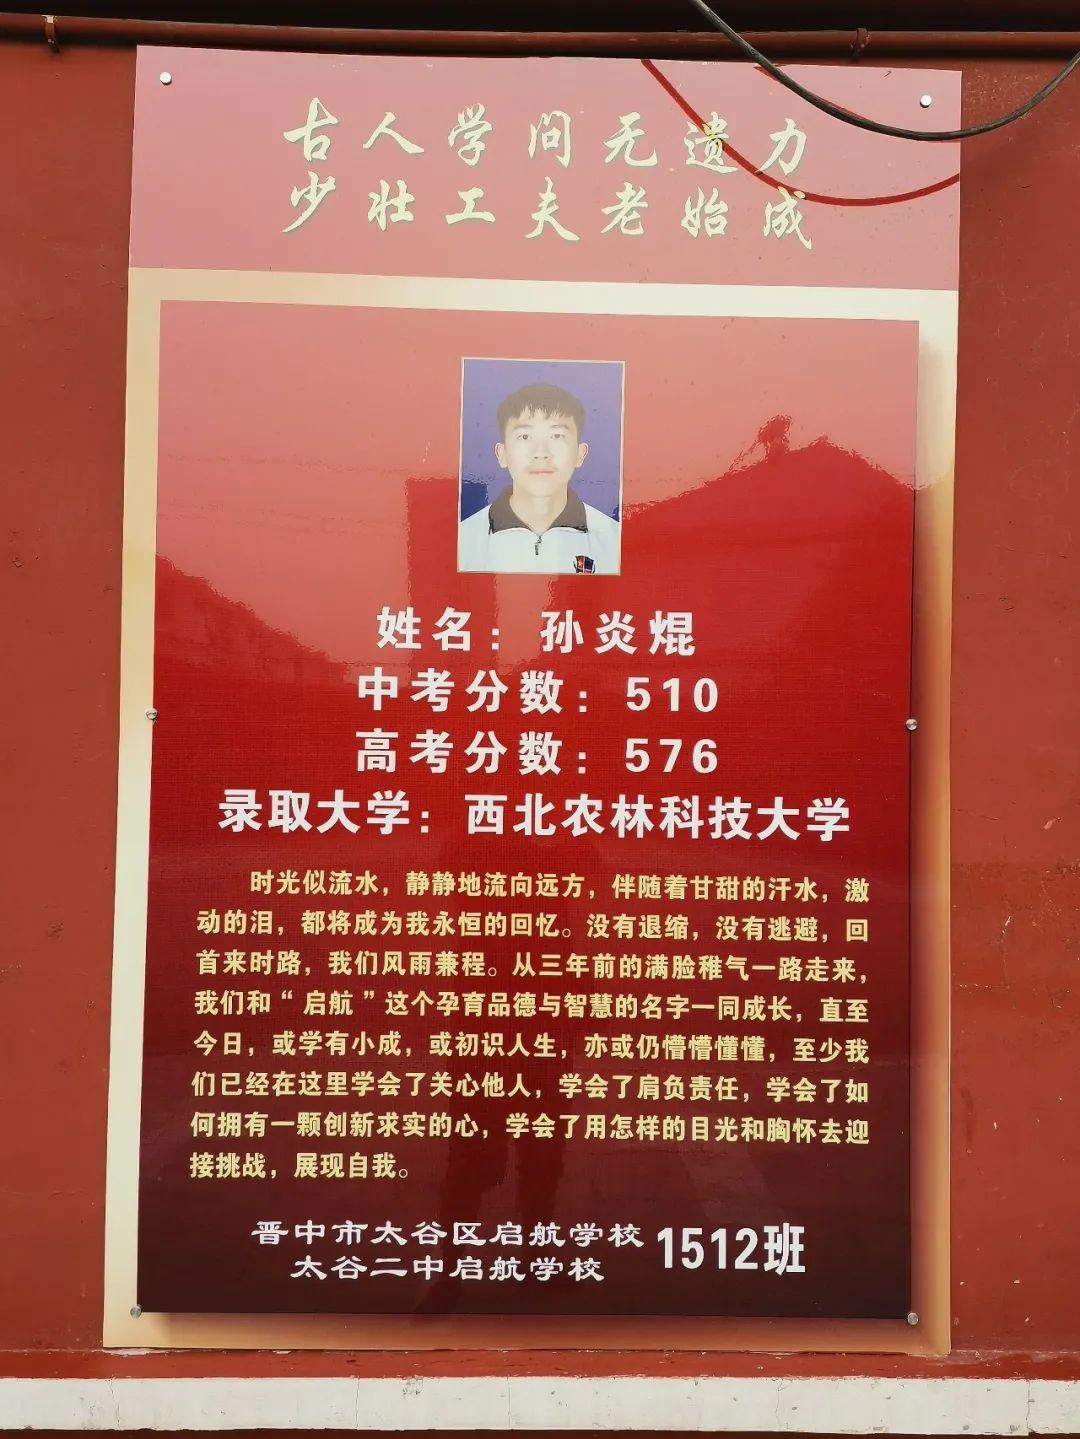 古人学问无遗力
少壮工夫老始成
姓名：孙炎焜
中考分数：510
高考分数：576
录取大学：西北农林科技大学
时光似流水，静静地流向远方，伴随着甘甜的汗水，激
动的泪，都将成为我永恒的回忆。没有退缩，没有逃避，回
首来时路，我们风雨兼程。从三年前的满脸稚气一路走来，
我们和“启航”这个孕育品德与智慧的名字一同成长，直至
今日，或学有小成，或初识人生，亦或仍懵懵懂懂，至少我
们已经在这里学会了关心他人，学会了肩负责任，学会了如
何拥有一颗创新求实的心，学会了用怎样的目光和胸怀去迎
接挑战，展现自我。
晋中市太谷区启航学校
太谷二中启航学校
1512班